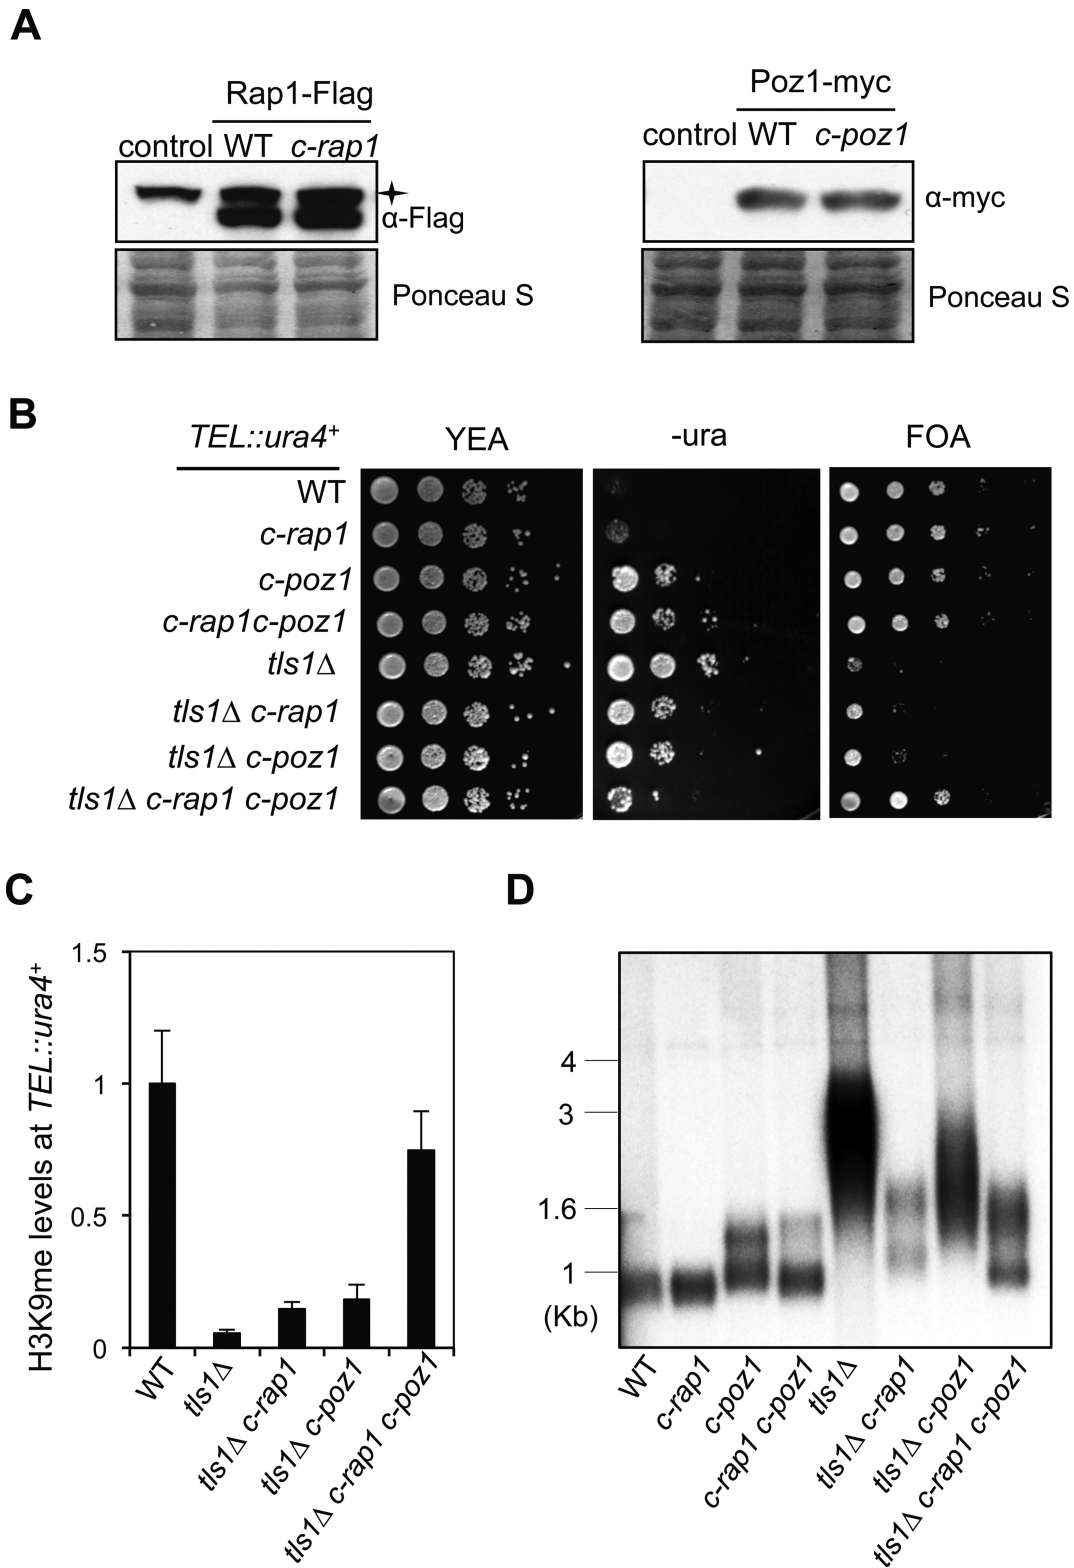 A
Rap1-Flag
control WT c-rap1
α-Flag
Ponceau S
Poz1-myc
control WT c-poz1
α-myc
Ponceau S
B
TEL::ura4+ YEA -ura FOA
WT
c-rap1
c-poz1
c-rap1c-poz1
tls1Δ
tls1Δ c-rap1
tls1Δ c-poz1
tls1Δ c-rap1 c-poz1
C
H3K9me levels at TEL::ura4+
1.5
1
0.5
0
WT
tls1Δ
tls1Δ c-rap1
tls1Δ c-poz1
tls1Δ c-rap1 c-poz1
D
4
3
1.6
1
(Kb)
WT
c-rap1
c-poz1
c-rap1 c-poz1
tls1Δ
tls1Δ c-rap1
tls1Δ c-poz1
tls1Δ c-rap1 c-poz1